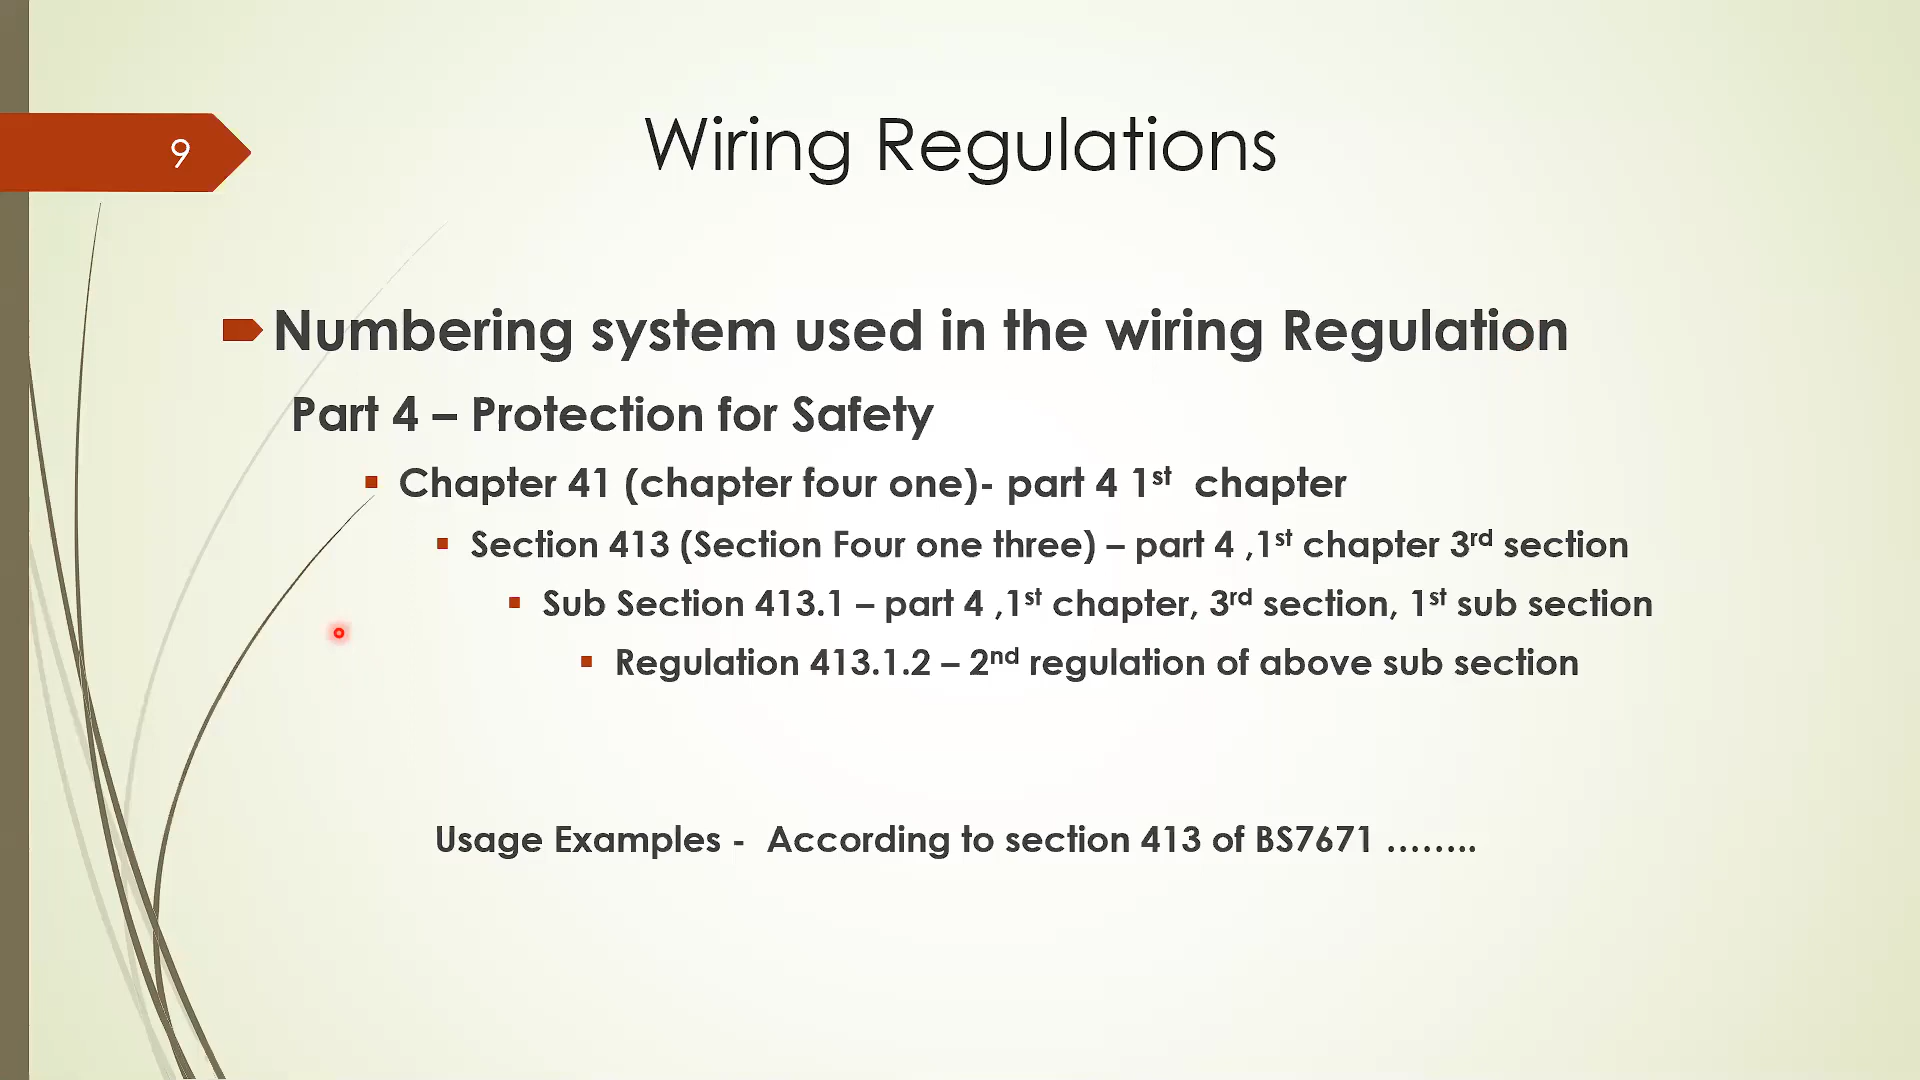 9
Wiring Regulations
Numbering system used in the wiring Regulation
Part 4 – Protection for Safety
Chapter 41 (chapter four one)- part 4 1st chapter
Section 413 (Section Four one three) – part 4 ,1st chapter 3rd section
Sub Section 413.1 – part 4 ,1st chapter, 3rd section, 1st sub section
Regulation 413.1.2 – 2nd regulation of above sub section
Usage Examples - According to section 413 of BS7671 ........